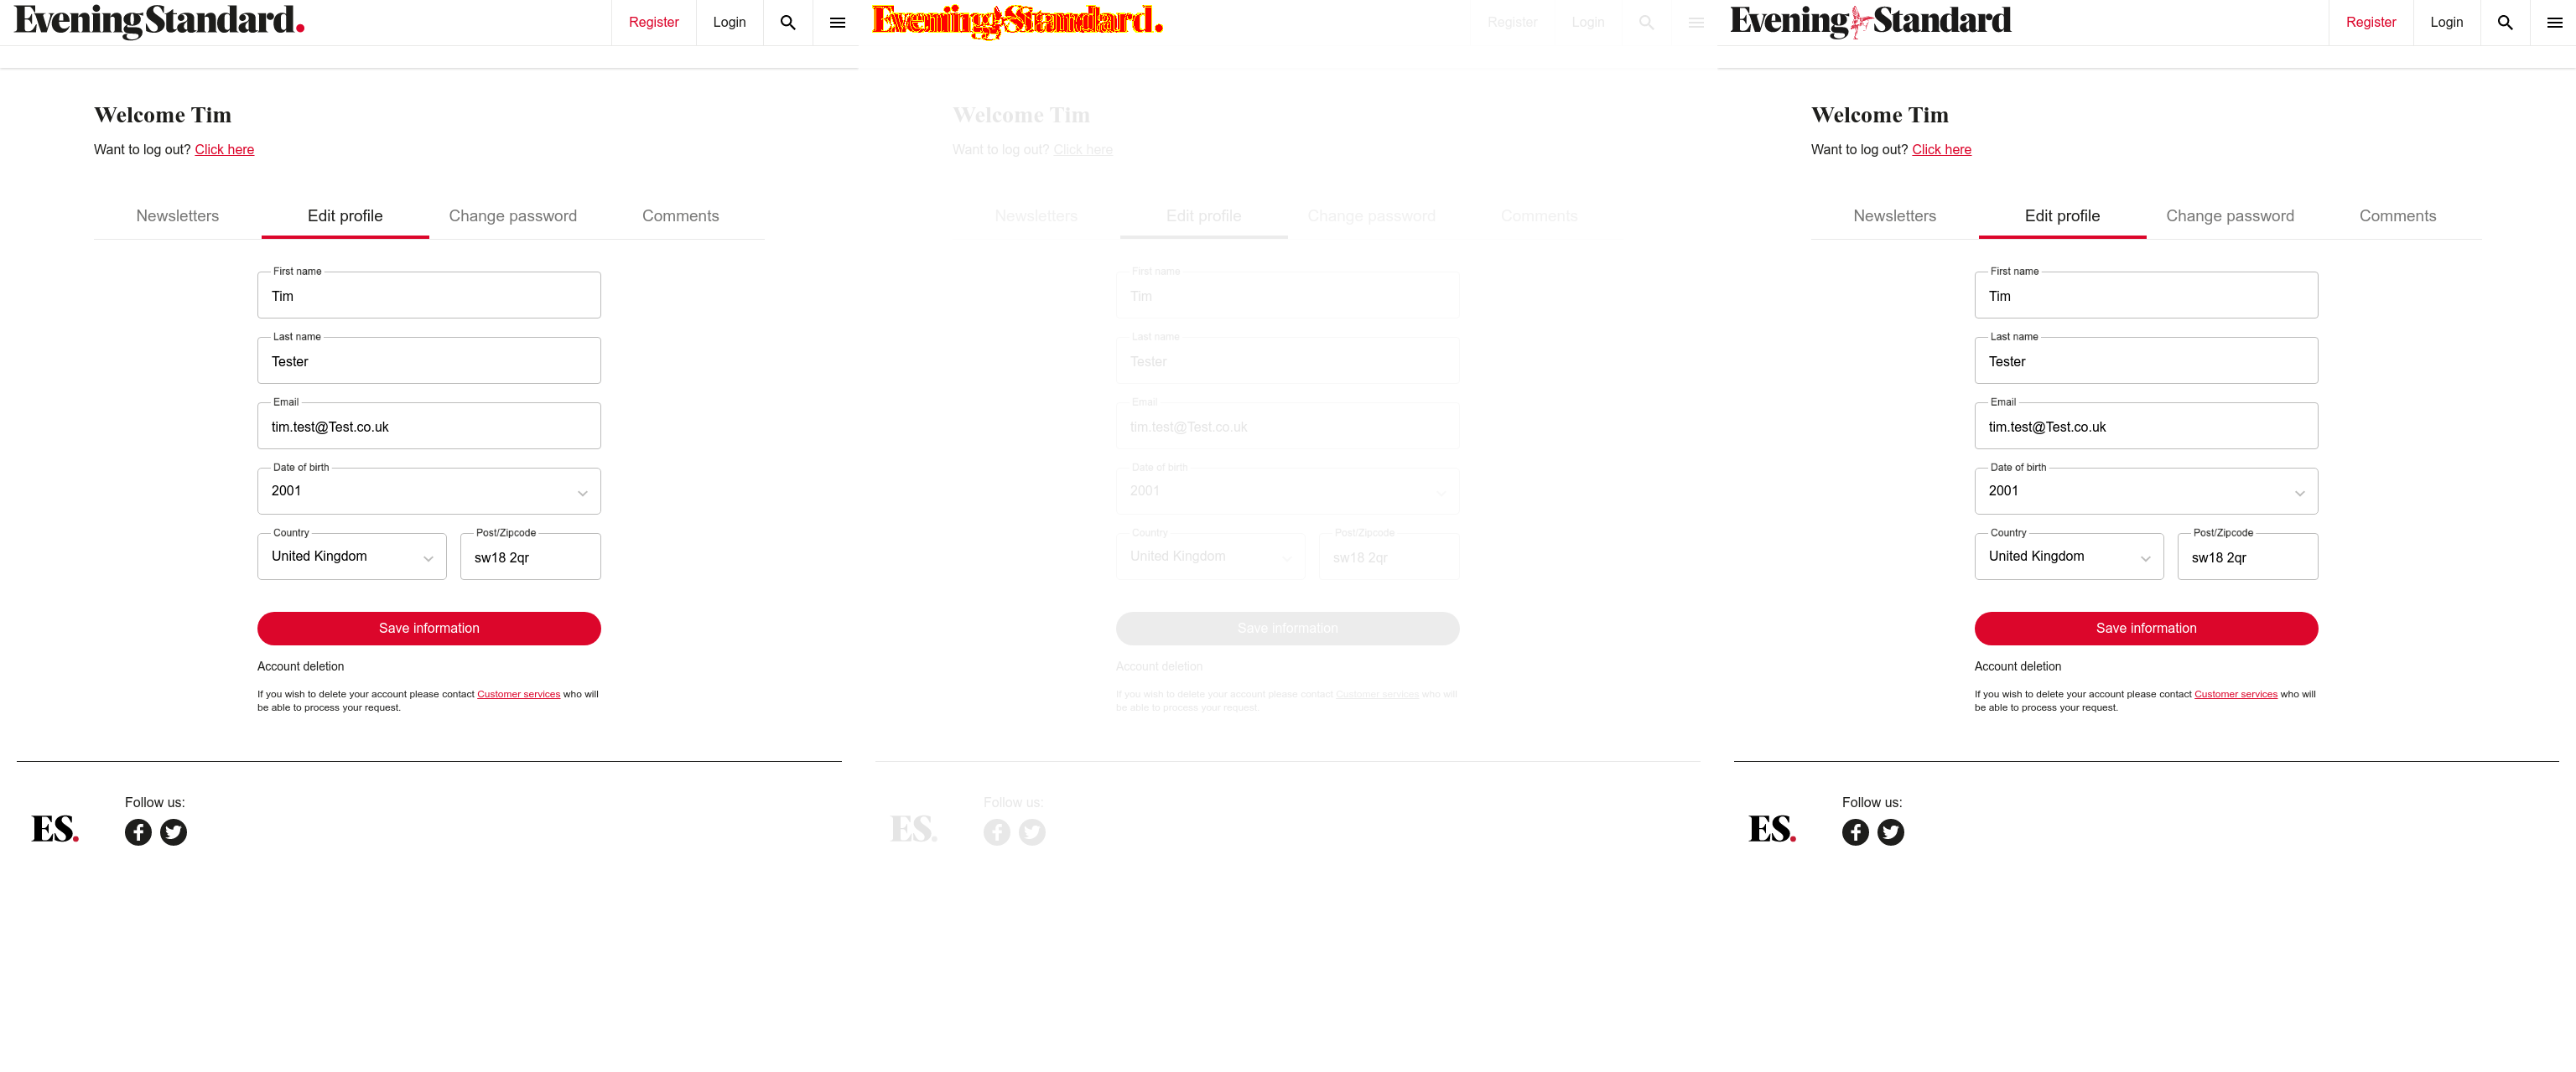 EveningStandard.
Register
Login
Welcome Tim
Want to log out? Click here
Newsletters
Edit profile
Change password
Comments
First name
Tim
Last name
Tester
Email
tim.test@Test.co.uk
Date of birth
2001
Country
United Kingdom
Post/Zipcode
sw18 2qr
Save information
Account deletion
If you wish to delete your account please contact Customer services who will
be able to process your request.
Follow us:
ES.
Evening Standard.
Register
Login
Welcome Tim
Want to log out? Click here
Newsletters
Edit profile
Change password
Comments
First name
Tim
Last name
Tester
Email
tim.test@Test.co.uk
Date of birth
2001
Country
United Kingdom
Post/Zipcode
sw18 2qr
Save information
Account deletion
If you wish to delete your account please contact Customer services who will
be able to process your request.
Follow us:
ES.
Evening Standard
Register
Login
Welcome Tim
Want to log out? Click here
Newsletters
Edit profile
Change password
Comments
First name
Tim
Last name
Tester
Email
tim.test@Test.co.uk
Date of birth
2001
Country
United Kingdom
Post/Zipcode
sw18 2qr
Save information
Account deletion
If you wish to delete your account please contact Customer services who will
be able to process your request.
Follow us:
ES.